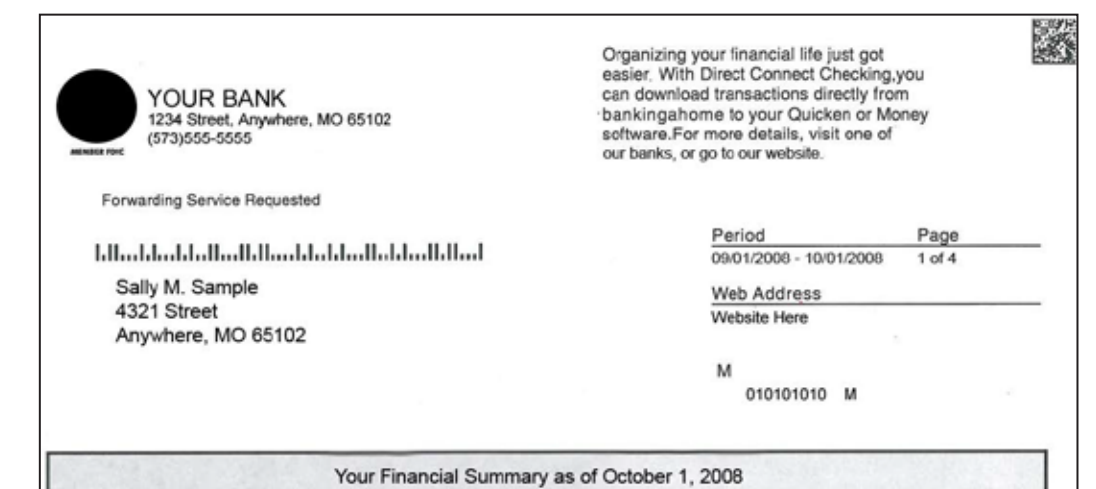 YOUR BANK
1234 Street, Anywhere, MO 65102
(573)555-5555
MEMBER FDIC
Organizing your financial life just got
easier. With Direct Connect Checking,you
can download transactions directly from
bankingahome to your Quicken or Money
software.For more details, visit one of
our banks, or go to our website.
Forwarding Service Requested
Sally M. Sample
4321 Street
Anywhere, MO 65102
Period Page
09/01/2008 - 10/01/2008 1 of 4
Web Address
Website Here
M
010101010 M
Your Financial Summary as of October 1, 2008